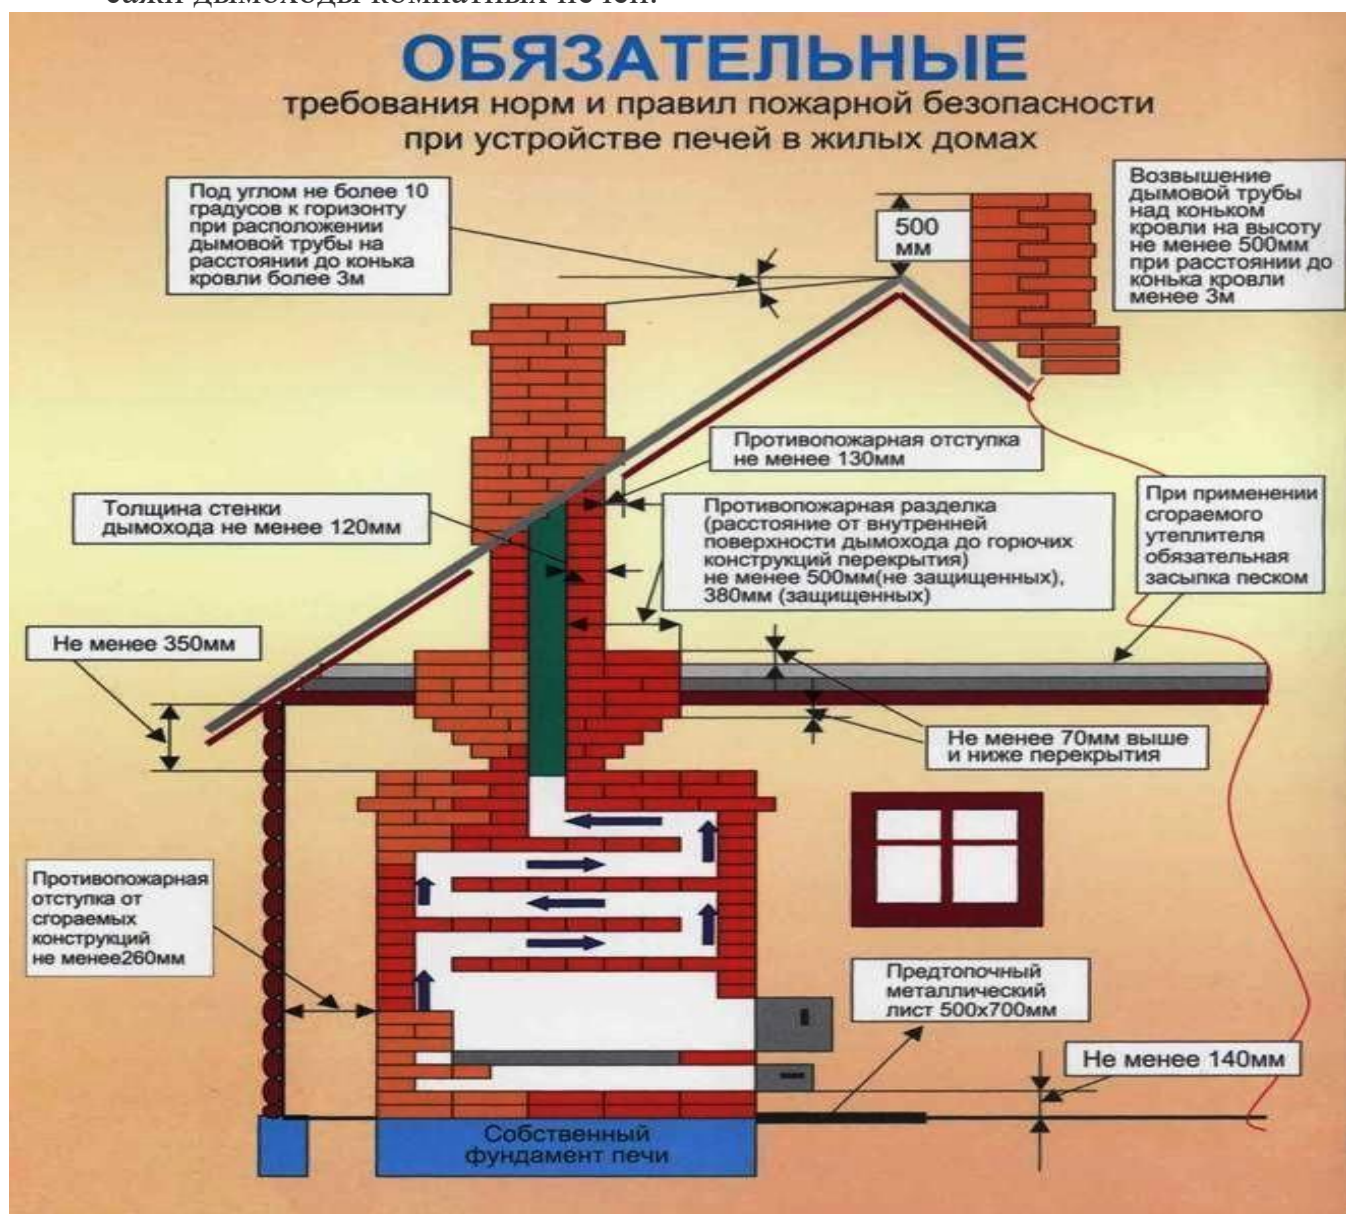 сажи дымоходы комнатных печей.
ОБЯЗАТЕЛЬНЫЕ
требования норм и правил пожарной безопасности
при устройстве печей в жилых домах
Под углом не более 10
градусов к горизонту
при расположении
дымовой трубы на
расстоянии до конька
кровли более 3м
500
мм
Возвышение
дымовой трубы
над коньком
кровли на высоту
не менее 500мм
при расстоянии до
конька кровли
менее 3м
Противопожарная отступка
не менее 130мм
Толщина стенки
дымохода не менее 120мм
Противопожарная разделка
(расстояние от внутренней
поверхности дымохода до горючих
конструкций перекрытия)
не менее 500мм(не защищенных),
380мм (защищенных)
При применении
сгораемого
утеплителя
обязательная
засыпка песком
Не менее 350мм
Не менее 70мм выше
и ниже перекрытия
Противопожарная
отступка от
сгораемых
конструкций
не менее260мм
Предтопочный
металлический
лист 500х700мм
Не менее 140мм
Собственный
фундамент печи